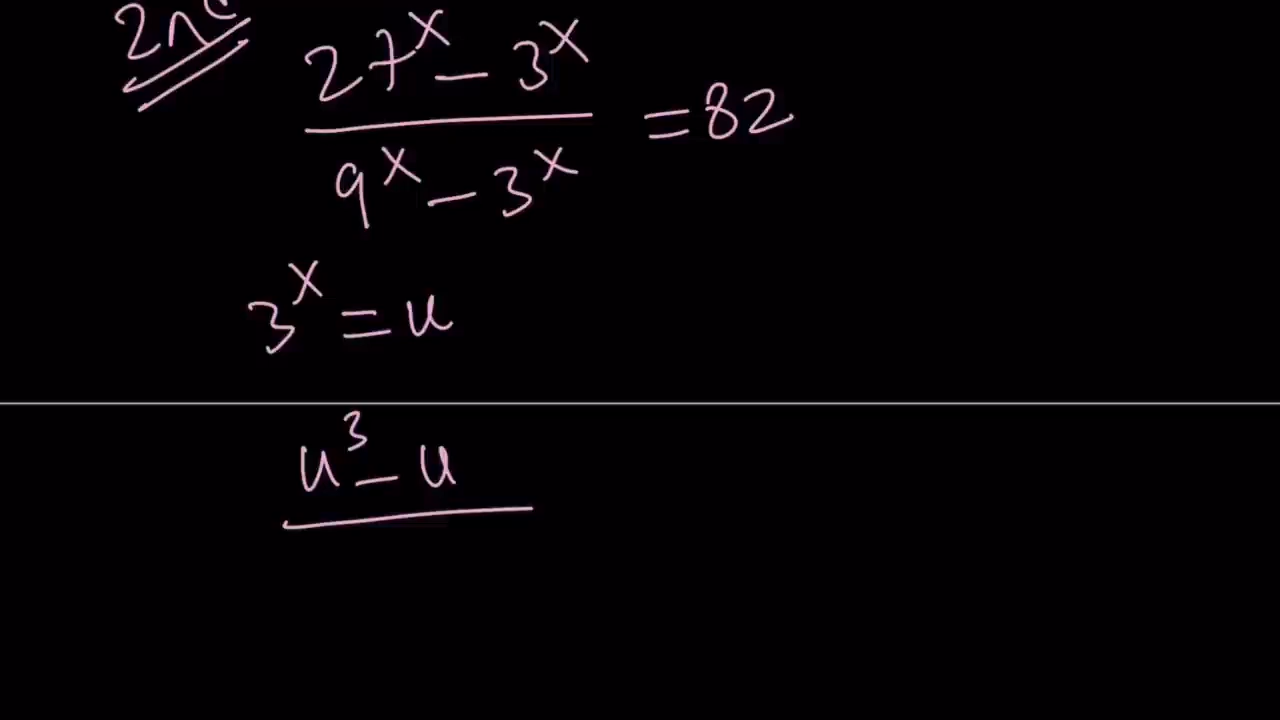 2nd
27^x - 3^x
/ 9^x - 3^x = 82
3^x = u
u^3 - u